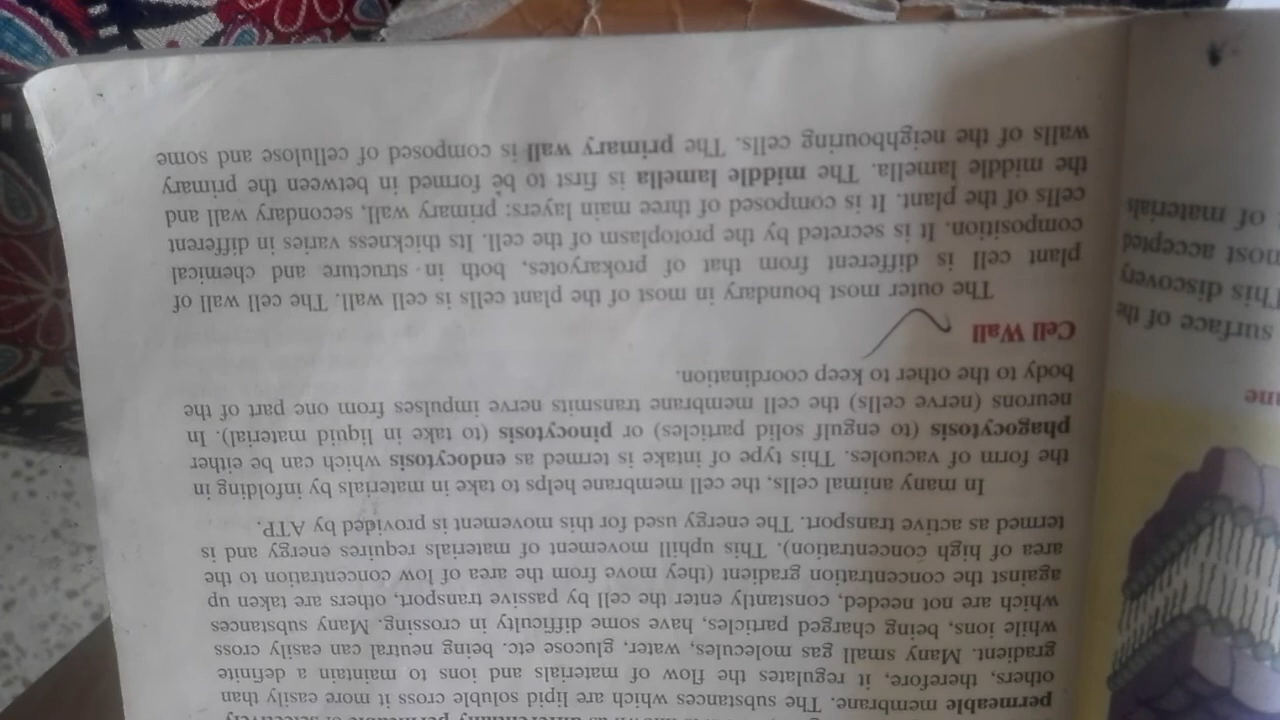 as differentially permeable or selectively
permeable membrane. The substances which are lipid soluble cross it more easily than
others, therefore, it regulates the flow of materials and ions to maintain a definite
gradient. Many small gas molecules, water, glucose etc. being neutral can easily cross
while ions, being charged particles, have some difficulty in crossing. Many substances
which are not needed, constantly enter the cell by passive transport, others are taken up
against the concentration gradient (they move from the area of low concentration to the
area of high concentration). This uphill movement of materials requires energy and is
termed as active transport. The energy used for this movement is provided by ATP.
In many animal cells, the cell membrane helps to take in materials by infolding in
the form of vacuoles. This type of intake is termed as endocytosis which can be either
phagocytosis (to engulf solid particles) or pinocytosis (to take in liquid material). In
neurons (nerve cells) the cell membrane transmits nerve impulses from one part of the
body to the other to keep coordination.
Cell Wall
The outer most boundary in most of the plant cells is cell wall. The cell wall of
plant cell is different from that of prokaryotes, both in structure and chemical
composition. It is secreted by the protoplasm of the cell. Its thickness varies in different
cells of the plant. It is composed of three main layers: primary wall, secondary wall and
the middle lamella. The middle lamella is first to be formed in between the primary
walls of the neighbouring cells. The primary wall is composed of cellulose and some
surface of the
This discovery
most accepted
of materials